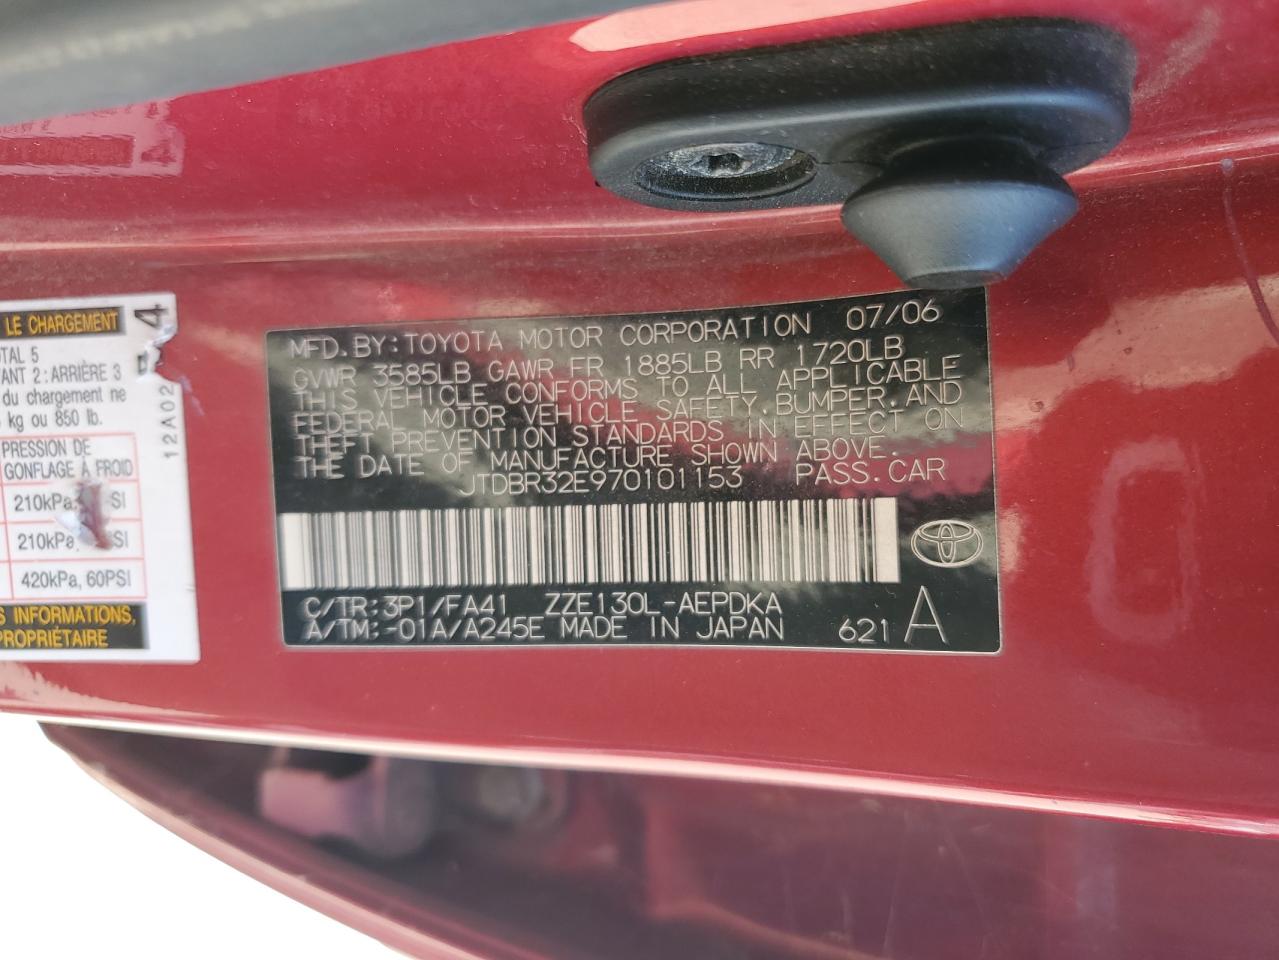 LE CHARGEMENT
OTAL 5
ANT 2 : ARRIÈRE 3
du chargement ne
kg ou 850 lb.
PRESSION DE
GONFLAGE À FROID
210kPa, SI
210kPa, SI
420kPa, 60PSI
S INFORMATIONS,
PROPRIÉTAIRE
4
12A02
MFD.BY:TOYOTA MOTOR CORPORATION 07/06
GVWR 3585LB GAWR FR 1885LB RR 1720LB
THIS VEHICLE CONFORMS TO ALL APPLICABLE
FEDERAL MOTOR VEHICLE SAFETY,BUMPER,AND
THEFT PREVENTION STANDARDS IN EFFECT ON
THE DATE OF MANUFACTURE SHOWN ABOVE.
JTDBR32E970101153 PASS.CAR
C/TR:3P1/FA41 ZZE130L-AEPDKA
A/TM:-01A/A245E MADE IN JAPAN 621 A